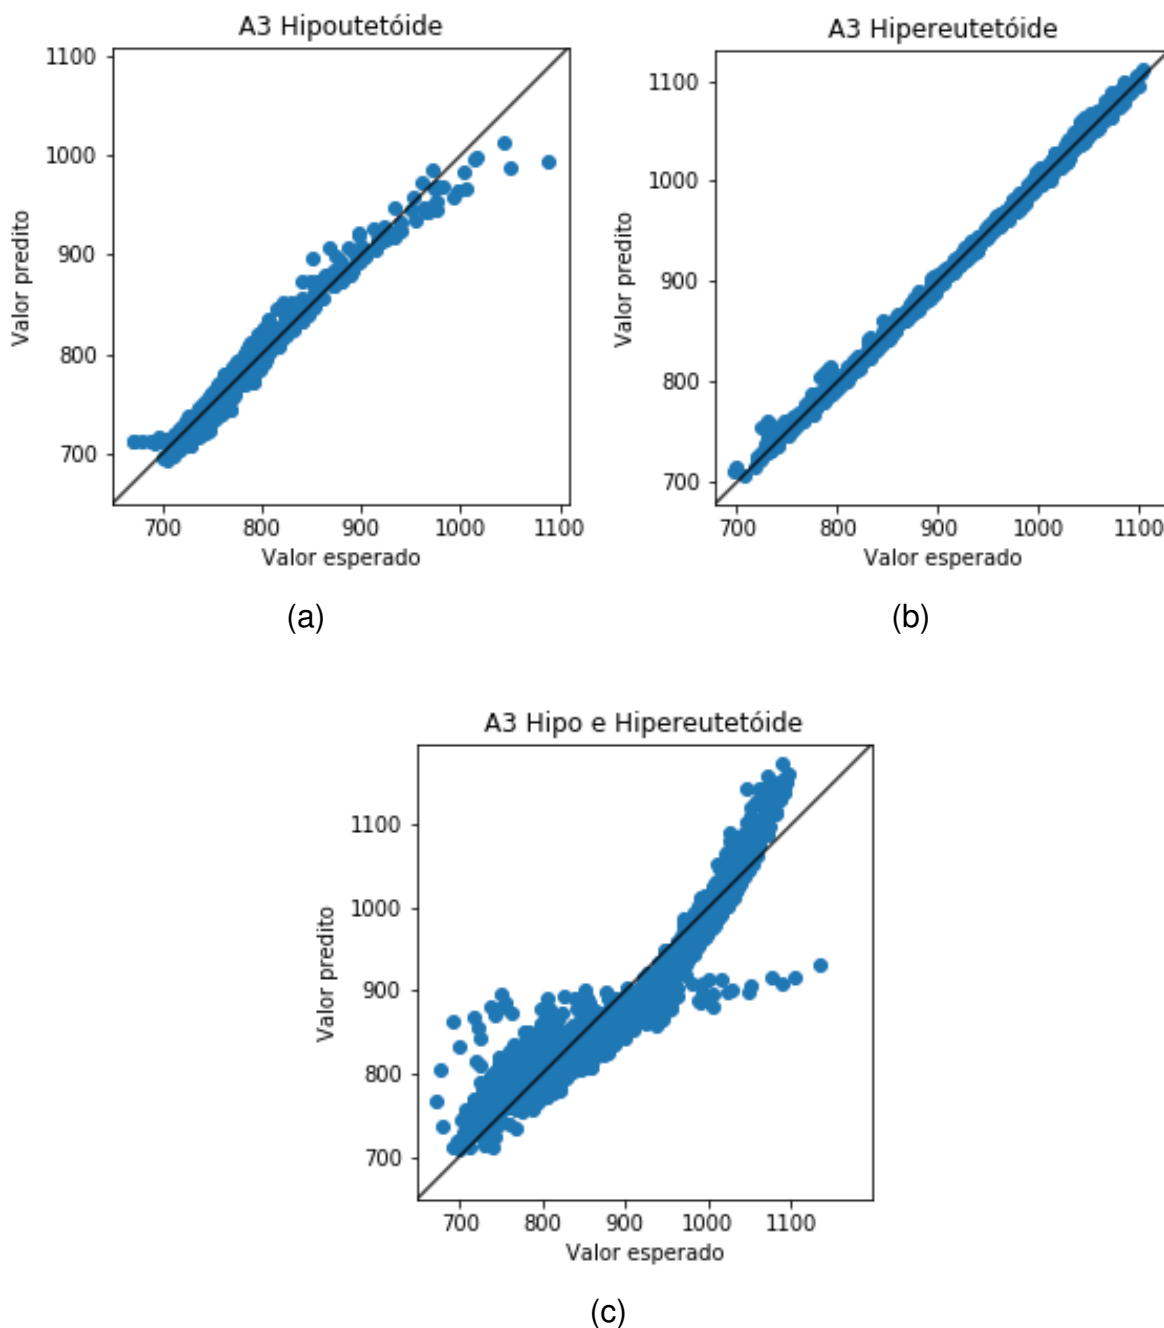 A3 Hipoutetóide
1100
1000
900
800
700
Valor predito
700 800 900 1000 1100
Valor esperado
(a)
A3 Hipereutetóide
1100
1000
900
800
700
Valor predito
700 800 900 1000 1100
Valor esperado
(b)
A3 Hipo e Hipereutetóide
1100
1000
900
800
700
Valor predito
700 800 900 1000 1100
Valor esperado
(c)